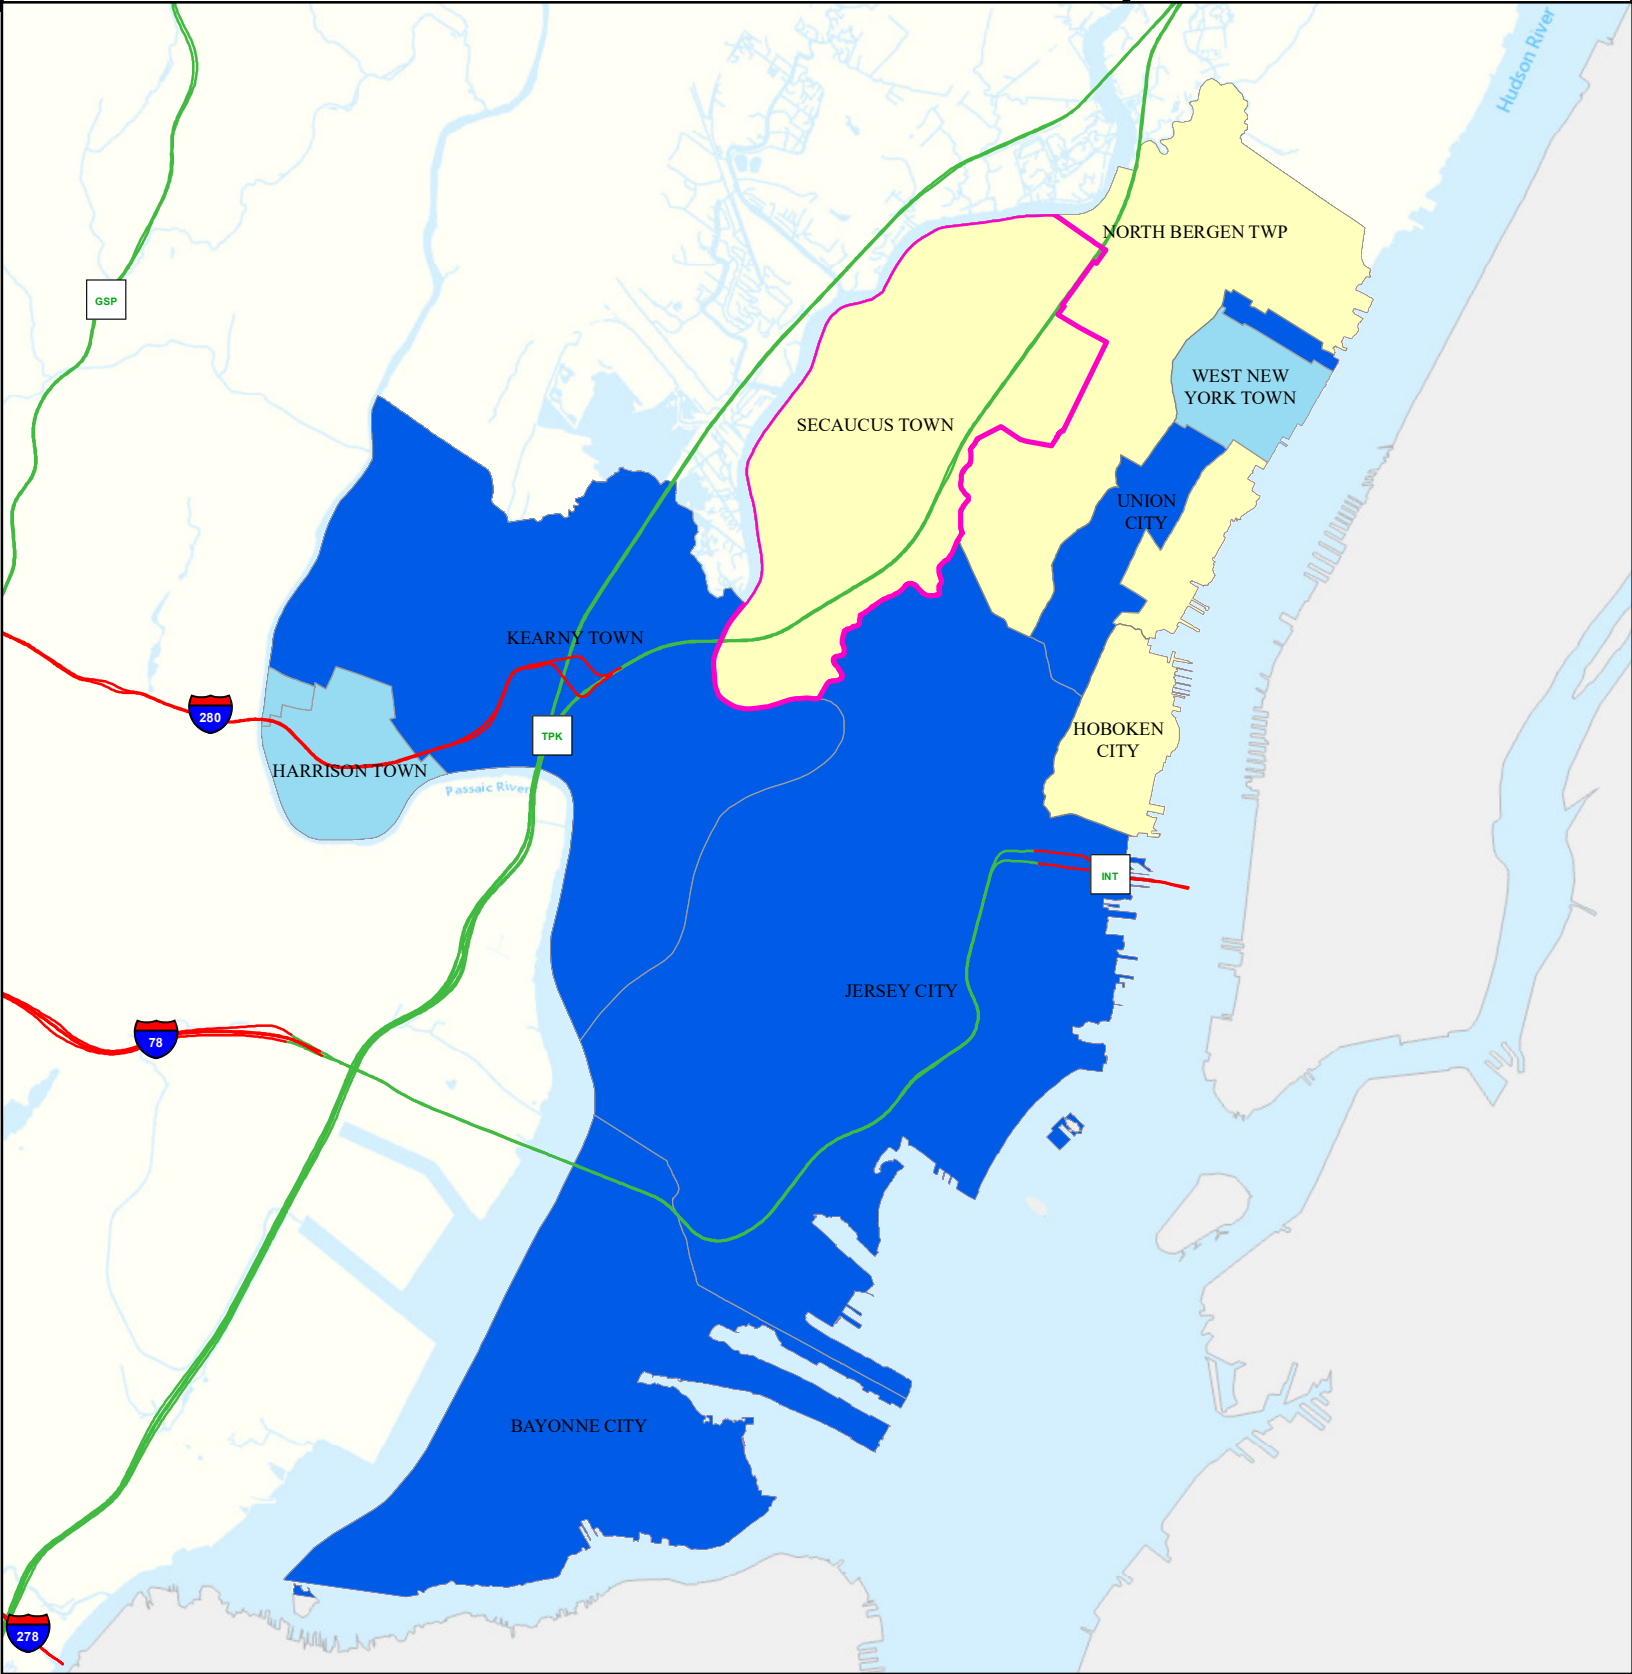 Hudson River
NORTH BERGEN TWP
GSP
WEST NEW
YORK TOWN
SECAUCUS TOWN
UNION
CITY
KEARNY TOWN
280
TPK
HOBOKEN
CITY
HARRISON TOWN
Passaic River
INT
JERSEY CITY
78
BAYONNE CITY
278